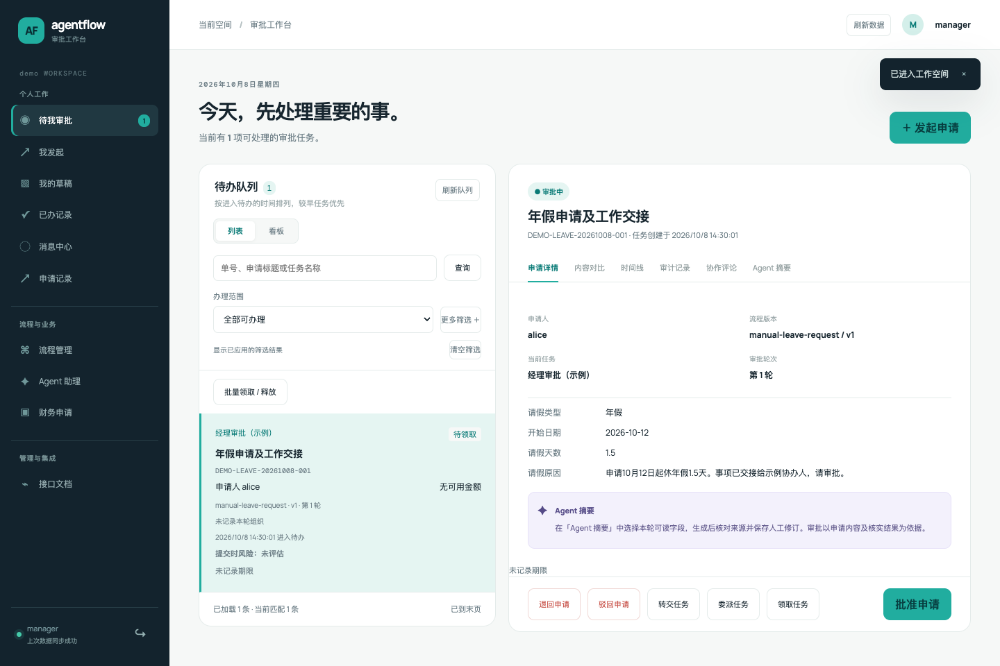 AF
agentflow
审批工作台
demo WORKSPACE
个人工作
待我审批
1
我发起
我的草稿
已办记录
消息中心
申请记录
流程与业务
流程管理
Agent 助理
财务申请
管理与集成
接口文档
manager
上次数据同步成功
当前空间 / 审批工作台
刷新数据
M
manager
已进入工作空间 ×
2026年10月8日星期四
今天，先处理重要的事。
当前有 1 项可处理的审批任务。
+ 发起申请
待办队列 1
按进入待办的时间排列，较早任务优先
刷新队列
列表 看板
单号、申请标题或任务名称
查询
办理范围
全部可办理
更多筛选 +
显示已应用的筛选结果
清空筛选
批量领取 / 释放
经理审批（示例）
待领取
年假申请及工作交接
DEMO-LEAVE-20261008-001
申请人 alice
无可用金额
manual-leave-request · v1 · 第 1 轮
未记录本轮组织
2026/10/8 14:30:01 进入待办
提交时风险：未评估
未记录期限
已加载 1 条 · 当前匹配 1 条
已到末页
审批中
年假申请及工作交接
DEMO-LEAVE-20261008-001 · 任务创建于 2026/10/8 14:30:01
申请详情 内容对比 时间线 审计记录 协作评论 Agent 摘要
申请人
alice
流程版本
manual-leave-request / v1
当前任务
经理审批（示例）
审批轮次
第 1 轮
请假类型 年假
开始日期 2026-10-12
请假天数 1.5
请假原因 申请10月12日起休年假1.5天。事项已交接给示例协办人，请审批。
Agent 摘要
在「Agent 摘要」中选择本轮可读字段，生成后核对来源并保存人工修订。审批以申请内容及核实结果为依据。
未记录期限
退回申请
驳回申请
转交任务
委派任务
领取任务
批准申请